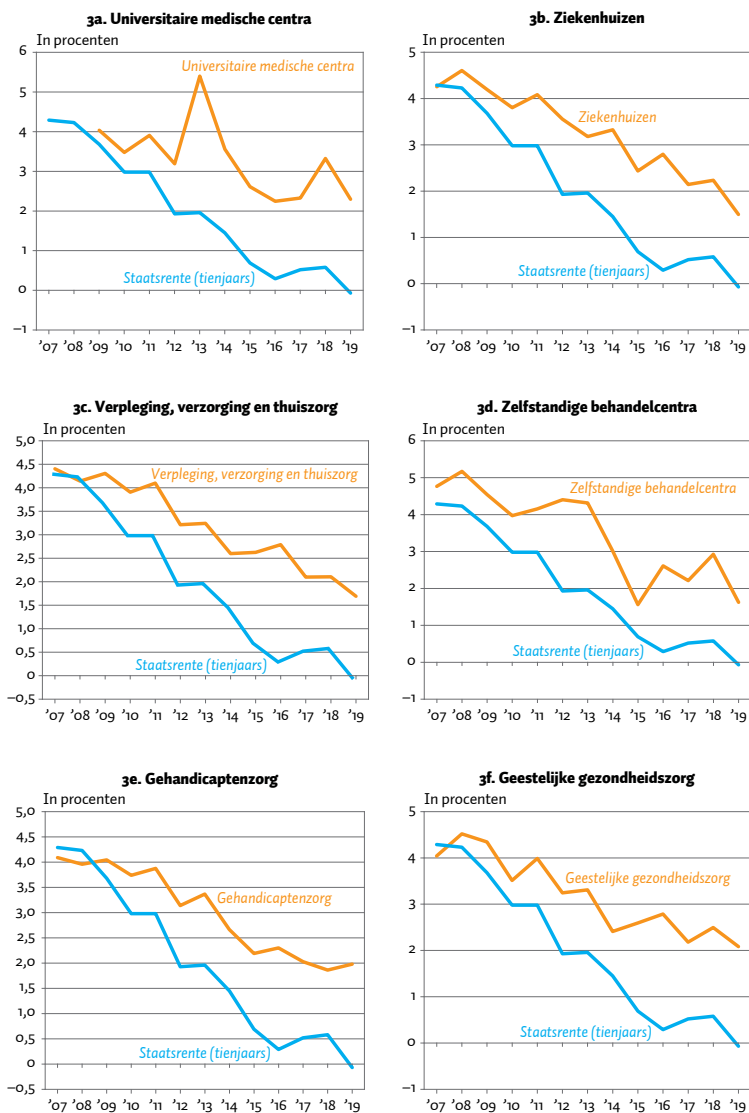 3a. Universitaire medische centra
In procenten
6
5
4
3
2
1
0
−1
Universitaire medische centra
Staatsrente (tienjaars)
’07 ’08 ’09 ’10 ’11 ’12 ’13 ’14 ’15 ’16 ’17 ’18 ’19
3b. Ziekenhuizen
In procenten
5
4
3
2
1
0
−1
Ziekenhuizen
Staatsrente (tienjaars)
’07 ’08 ’09 ’10 ’11 ’12 ’13 ’14 ’15 ’16 ’17 ’18 ’19
3c. Verpleging, verzorging en thuiszorg
In procenten
5,0
4,5
4,0
3,5
3,0
2,5
2,0
1,5
1,0
0,5
0
−0,5
Verpleging, verzorging en thuiszorg
Staatsrente (tienjaars)
’07 ’08 ’09 ’10 ’11 ’12 ’13 ’14 ’15 ’16 ’17 ’18 ’19
3d. Zelfstandige behandelcentra
In procenten
6
5
4
3
2
1
0
−1
Zelfstandige behandelcentra
Staatsrente (tienjaars)
’07 ’08 ’09 ’10 ’11 ’12 ’13 ’14 ’15 ’16 ’17 ’18 ’19
3e. Gehandicaptenzorg
In procenten
5,0
4,5
4,0
3,5
3,0
2,5
2,0
1,5
1,0
0,5
0
−0,5
Gehandicaptenzorg
Staatsrente (tienjaars)
’07 ’08 ’09 ’10 ’11 ’12 ’13 ’14 ’15 ’16 ’17 ’18 ’19
3f. Geestelijke gezondheidszorg
In procenten
5
4
3
2
1
0
−1
Geestelijke gezondheidszorg
Staatsrente (tienjaars)
’07 ’08 ’09 ’10 ’11 ’12 ’13 ’14 ’15 ’16 ’17 ’18 ’19